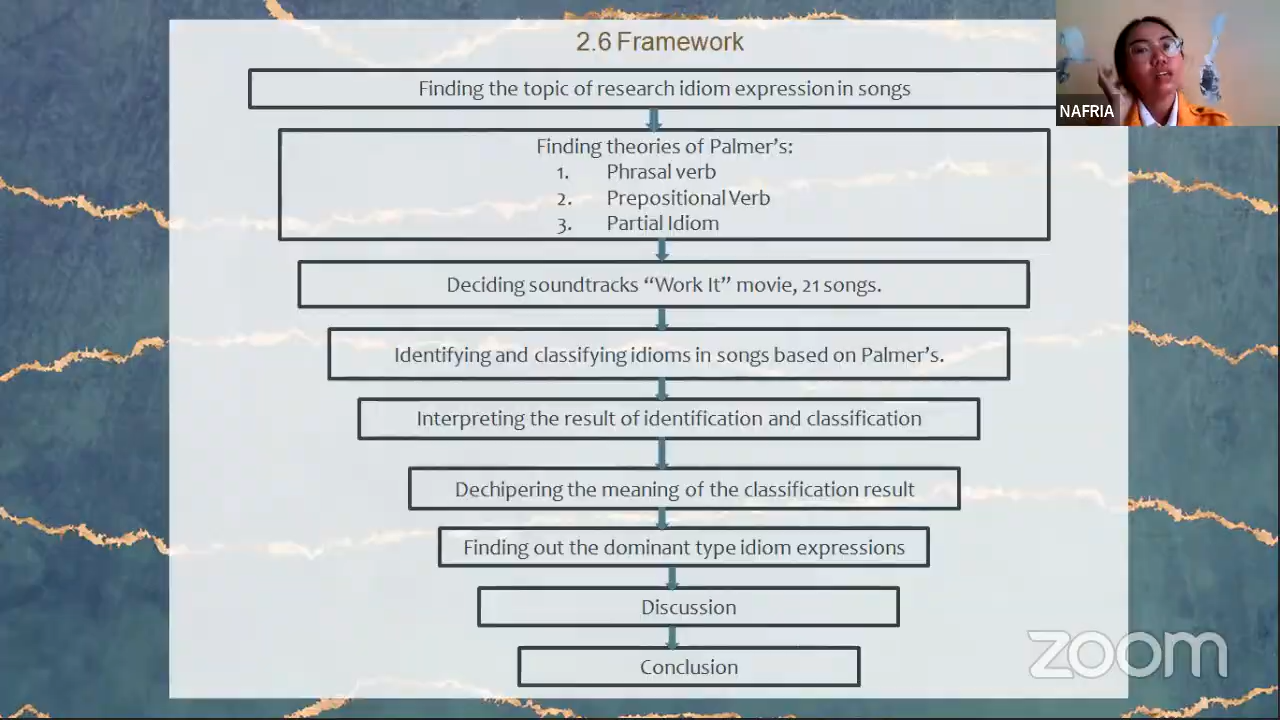 2.6 Framework
Finding the topic of research idiom expression in songs
NAFRIA
Finding theories of Palmer's:
1. Phrasal verb
2. Prepositional Verb
3. Partial Idiom
Deciding soundtracks “Work It” movie, 21 songs.
Identifying and classifying idioms in songs based on Palmer's.
Interpreting the result of identification and classification
Dechipering the meaning of the classification result
Finding out the dominant type idiom expressions
Discussion
Conclusion
zoom